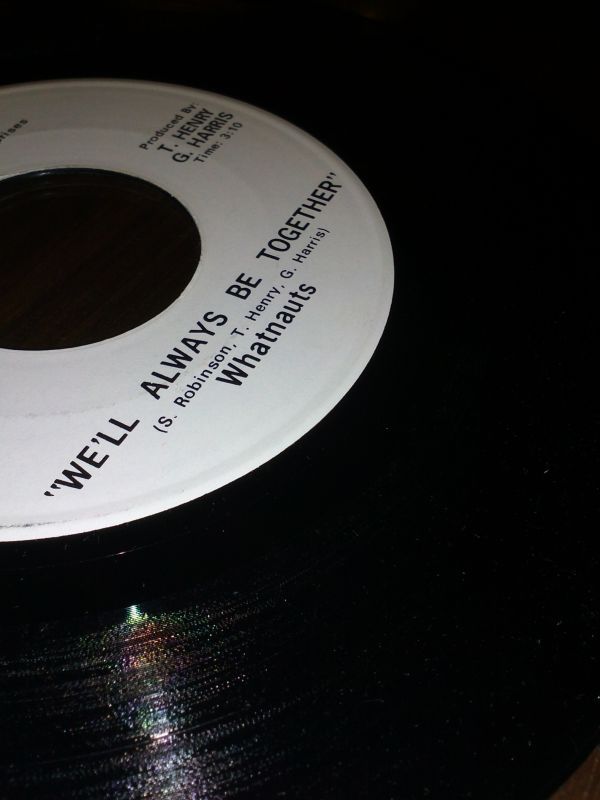 Produced By:
T. HENRY
G. HARRIS
Time: 3:10
"WE'LL ALWAYS BE TOGETHER"
(S. Robinson, T. Henry, G. Harris)
Whatnauts